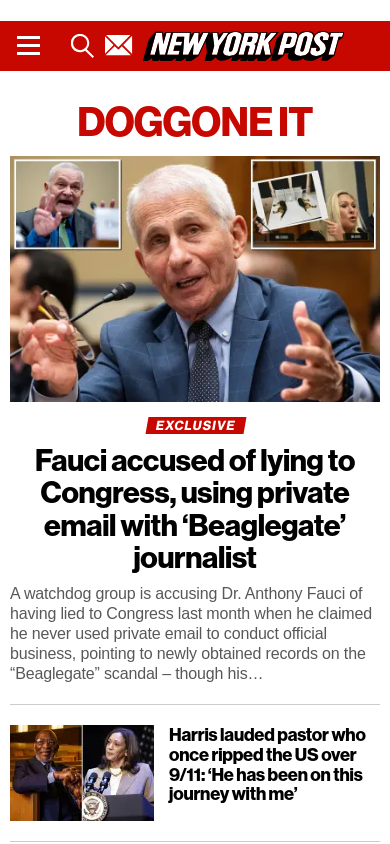 NEW YORK POST
DOGGONE IT
EXCLUSIVE
Fauci accused of lying to
Congress, using private
email with ‘Beaglegate’
journalist
A watchdog group is accusing Dr. Anthony Fauci of
having lied to Congress last month when he claimed
he never used private email to conduct official
business, pointing to newly obtained records on the
“Beaglegate” scandal – though his…
Harris lauded pastor who
once ripped the US over
9/11: ‘He has been on this
journey with me’